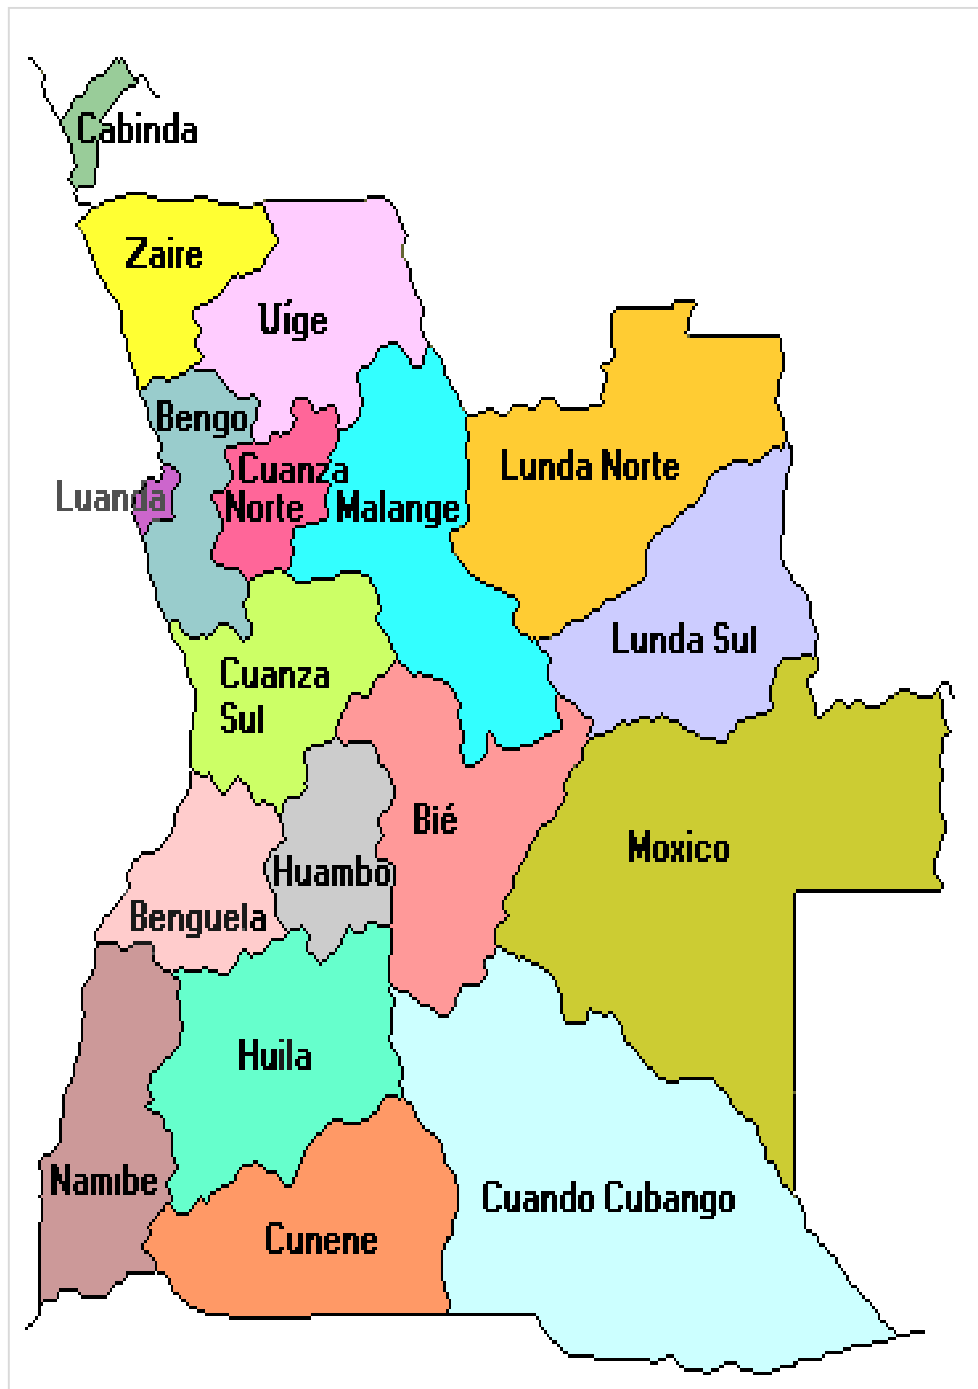 Cabinda
Zaire
Uíge
Bengo
Cuanza
Norte
Luanda
Malange
Lunda Norte
Lunda Sul
Cuanza
Sul
Bié
Moxico
Huambo
Benguela
Huila
Namibe
Cuando Cubango
Cunene